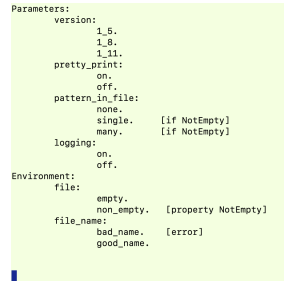 Parameters:
version:
1_5.
1_8.
1_11.
pretty_print:
on.
off.
pattern_in_file:
none.
single. [if NotEmpty]
many. [if NotEmpty]
logging:
on.
off.
Environment:
file:
empty.
non_empty. [property NotEmpty]
file_name:
bad_name. [error]
good_name.